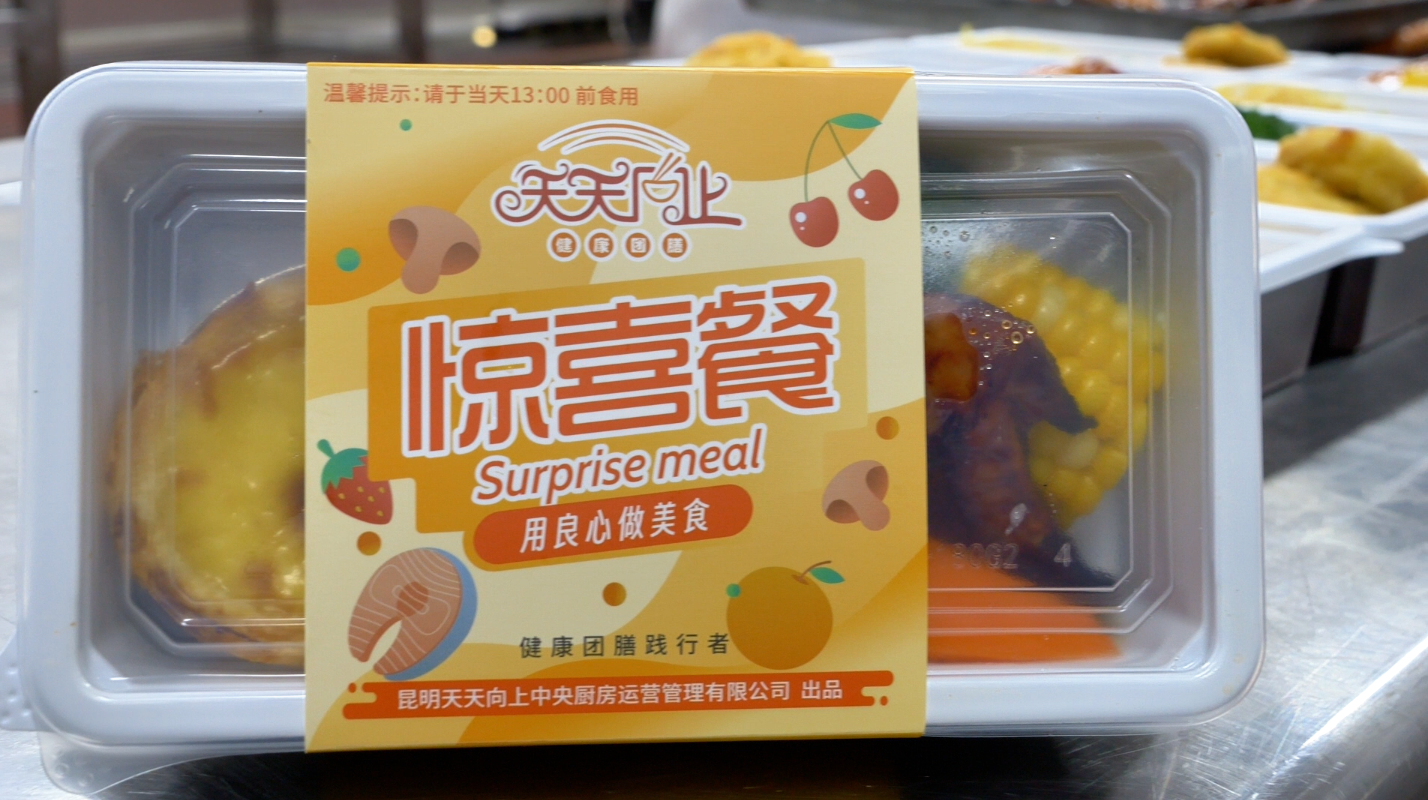 温馨提示:请于当天13:00 前食用
天天向上
健康团膳
惊喜餐
Surprise meal
用良心做美食
健康团膳践行者
昆明天天向上中央厨房运营管理有限公司 出品